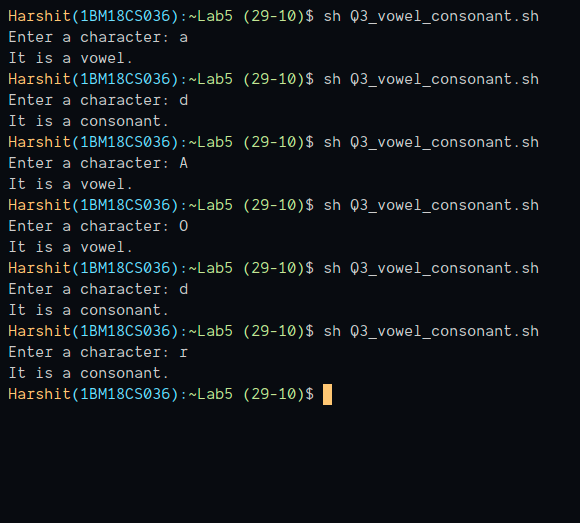 Harshit(1BM18CS036):~Lab5 (29-10)$ sh Q3_vowel_consonant.sh
Enter a character: a
It is a vowel.
Harshit(1BM18CS036):~Lab5 (29-10)$ sh Q3_vowel_consonant.sh
Enter a character: d
It is a consonant.
Harshit(1BM18CS036):~Lab5 (29-10)$ sh Q3_vowel_consonant.sh
Enter a character: A
It is a vowel.
Harshit(1BM18CS036):~Lab5 (29-10)$ sh Q3_vowel_consonant.sh
Enter a character: O
It is a vowel.
Harshit(1BM18CS036):~Lab5 (29-10)$ sh Q3_vowel_consonant.sh
Enter a character: d
It is a consonant.
Harshit(1BM18CS036):~Lab5 (29-10)$ sh Q3_vowel_consonant.sh
Enter a character: r
It is a consonant.
Harshit(1BM18CS036):~Lab5 (29-10)$